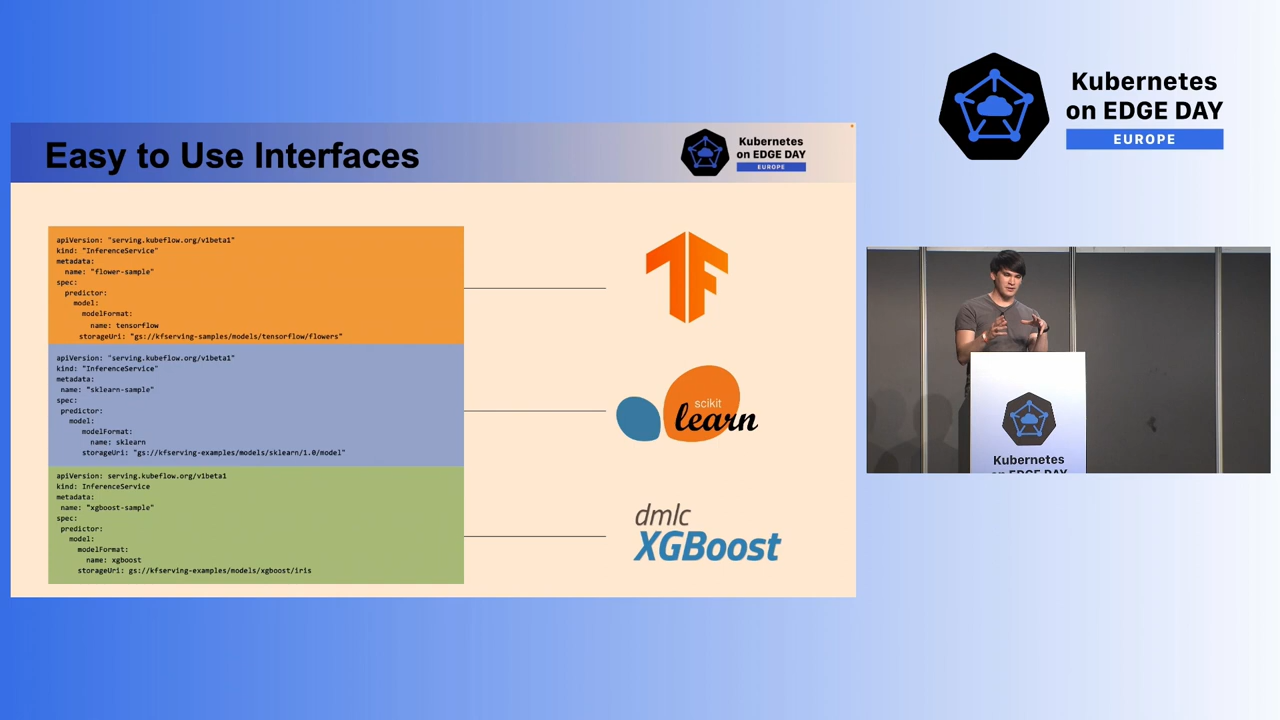 Kubernetes
on EDGE DAY
EUROPE
Easy to Use Interfaces
Kubernetes
on EDGE DAY
EUROPE
apiVersion: "serving.kubeflow.org/v1beta1"
kind: "InferenceService"
metadata:
name: "flower-sample"
spec:
predictor:
model:
modelFormat:
name: tensorflow
storageUri: "gs://kfserving-samples/models/tensorflow/flowers"
apiVersion: "serving.kubeflow.org/v1beta1"
kind: "InferenceService"
metadata:
name: "sklearn-sample"
spec:
predictor:
model:
modelFormat:
name: sklearn
storageUri: "gs://kfserving-examples/models/sklearn/1.0/model"
apiVersion: serving.kubeflow.org/v1beta1
kind: InferenceService
metadata:
name: "xgboost-sample"
spec:
predictor:
model:
modelFormat:
name: xgboost
storageUri: gs://kfserving-examples/models/xgboost/iris
TF
scikit
learn
dmlc
XGBoost
Kubernetes
on EDGE DAY